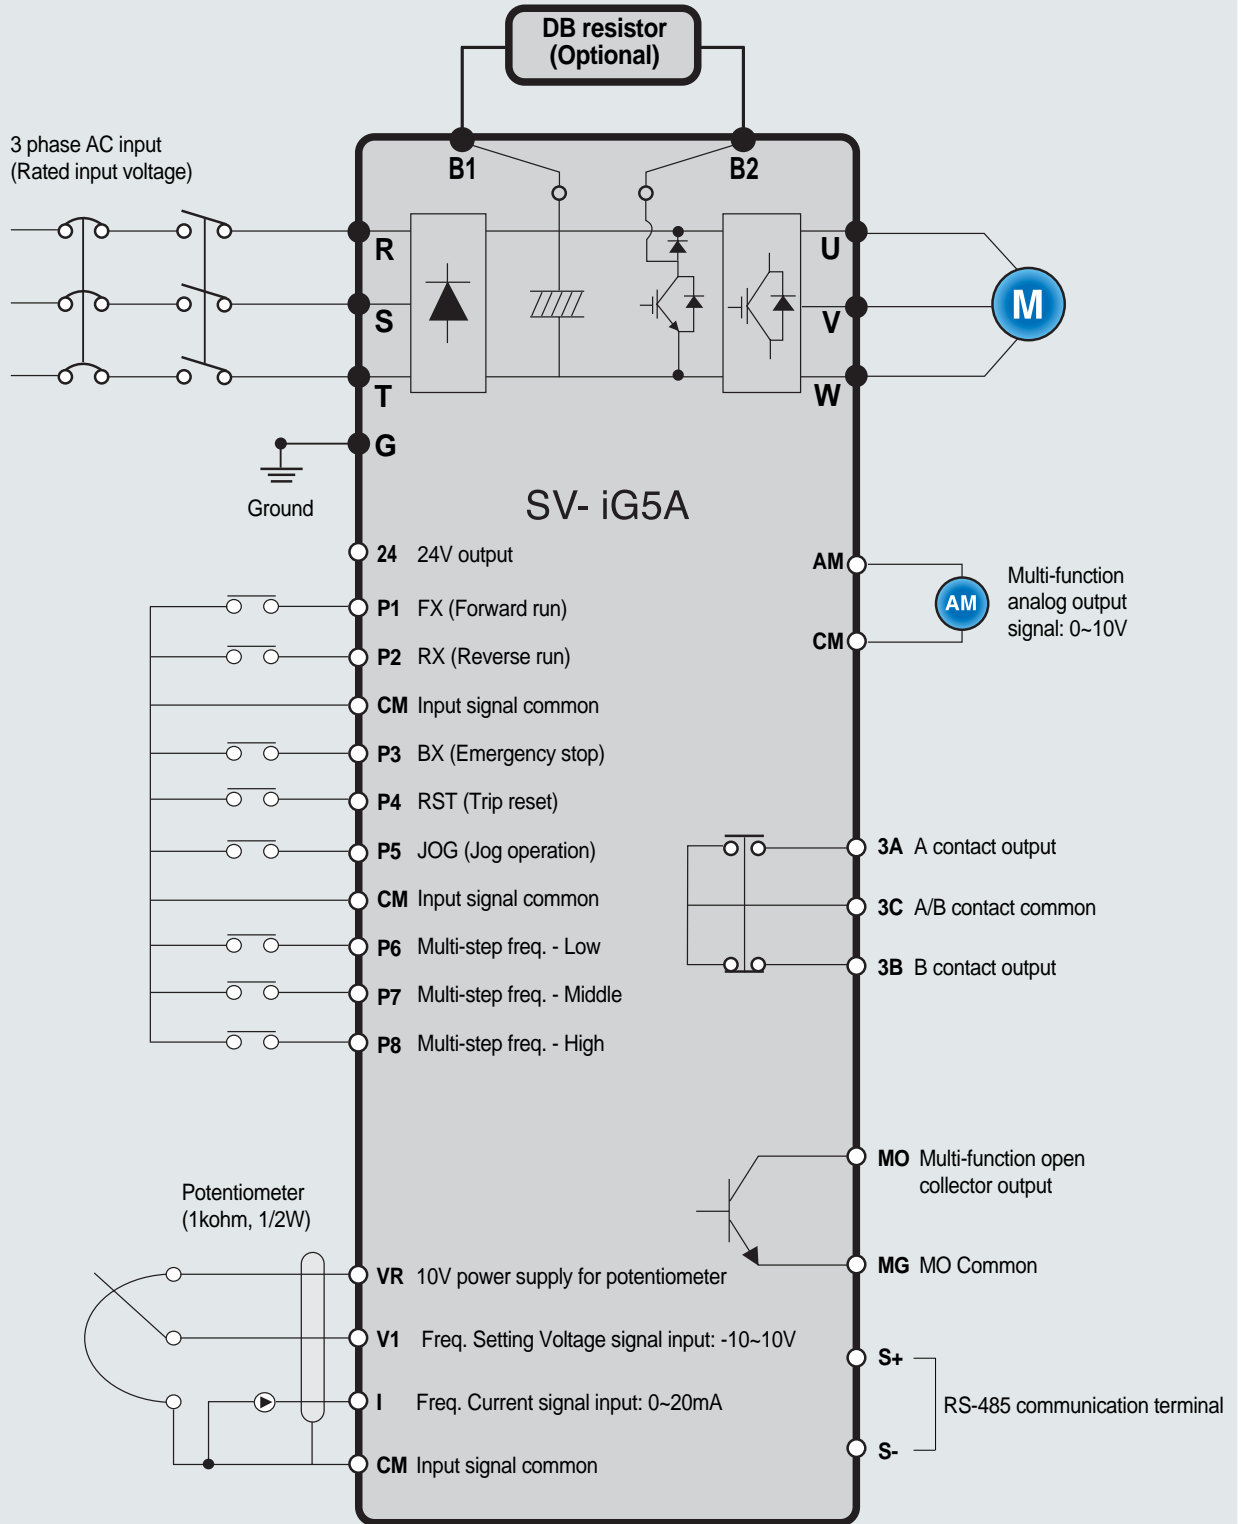 DB resistor
(Optional)
3 phase AC input
(Rated input voltage)
B1
B2
R
U
S
V
M
T
W
G
Ground
SV- iG5A
24 24V output
P1 FX (Forward run)
P2 RX (Reverse run)
CM Input signal common
P3 BX (Emergency stop)
P4 RST (Trip reset)
P5 JOG (Jog operation)
CM Input signal common
P6 Multi-step freq. - Low
P7 Multi-step freq. - Middle
P8 Multi-step freq. - High
AM
AM
CM
Multi-function
analog output
signal: 0~10V
3A A contact output
3C A/B contact common
3B B contact output
MO Multi-function open
collector output
MG MO Common
Potentiometer
(1kohm, 1/2W)
VR 10V power supply for potentiometer
V1 Freq. Setting Voltage signal input: -10~10V
I Freq. Current signal input: 0~20mA
CM Input signal common
S+
RS-485 communication terminal
S-